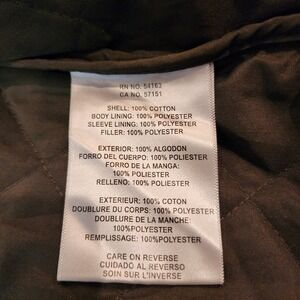 RN NO. 54163
CA NO. 57151
SHELL: 100% COTTON
BODY LINING: 100% POLYESTER
SLEEVE LINING: 100% POLYESTER
FILLER: 100% POLYESTER
EXTERIOR: 100% ALGODON
FORRO DEL CUERPO: 100% POLIESTER
FORRO DE LA MANGA:
100% POLIESTER
RELLENO: 100% POLIESTER
EXTERIEUR: 100% COTON
DOUBLURE DU CORPS: 100% POLYESTER
DOUBLURE DE LA MANCHE:
100%POLYESTER
REMPLISSAGE: 100%POLYESTER
CARE ON REVERSE
CUIDADO AL REVERSO
SOIN SUR L'INVERSE